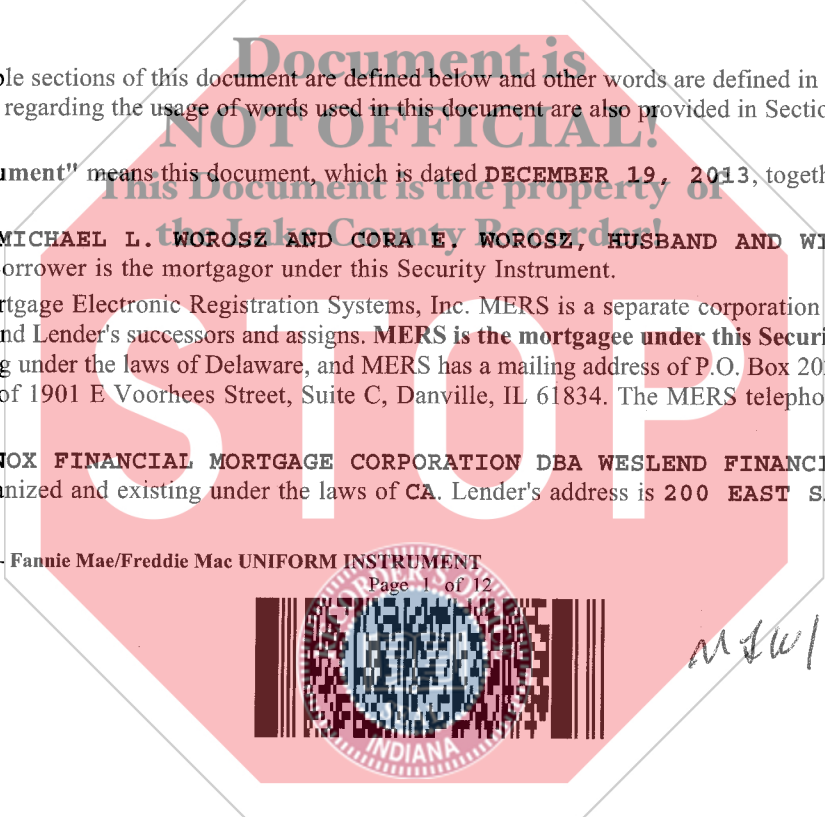 Document is
ple sections of this document are defined below and other words are defined in
regarding the usage of words used in this document are also provided in Sectio
NOT OFFICIAL!
ument" means this document, which is dated DECEMBER 19, 2013, togeth
This Document is the property of
the Lake County Recorder!
MICHAEL L. WOROSZ AND CORA E. WOROSZ, HUSBAND AND WI
orrower is the mortgagor under this Security Instrument.
rtgage Electronic Registration Systems, Inc. MERS is a separate corporation
nd Lender's successors and assigns. MERS is the mortgagee under this Securi
g under the laws of Delaware, and MERS has a mailing address of P.O. Box 20
of 1901 E Voorhees Street, Suite C, Danville, IL 61834. The MERS telepho
STOP
NOX FINANCIAL MORTGAGE CORPORATION DBA WESLEND FINANCI
nized and existing under the laws of CA. Lender's address is 200 EAST S
- Fannie Mae/Freddie Mac UNIFORM INSTRUMENT
Page 1 of 12
SEAL
INDIANA